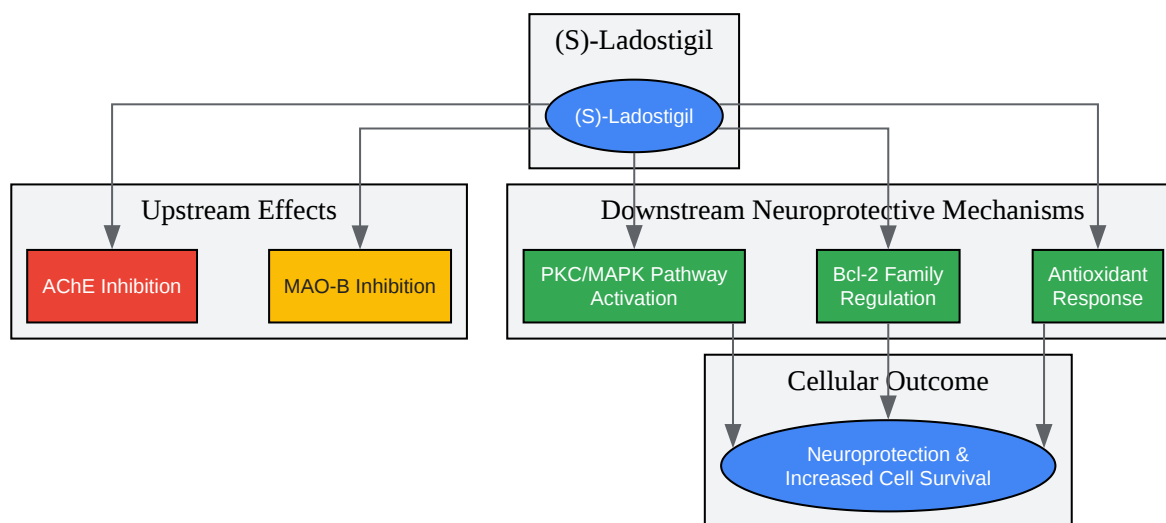 (S)-Ladostigil
(S)-Ladostigil
Upstream Effects
Downstream Neuroprotective Mechanisms
AChE Inhibition
MAO-B Inhibition
PKC/MAPK Pathway
Activation
Bcl-2 Family
Regulation
Antioxidant
Response
Cellular Outcome
Neuroprotection &
Increased Cell Survival